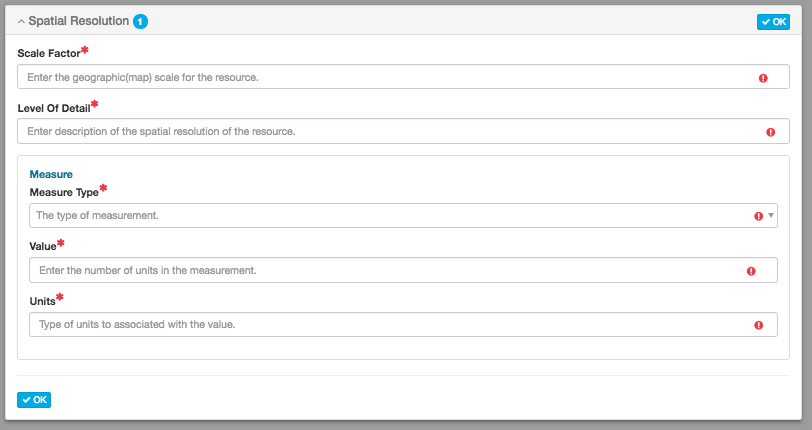 Spatial Resolution 1
OK
Scale Factor*
Enter the geographic(map) scale for the resource.
Level Of Detail*
Enter description of the spatial resolution of the resource.
Measure
Measure Type*
The type of measurement.
Value*
Enter the number of units in the measurement.
Units*
Type of units to associated with the value.
OK